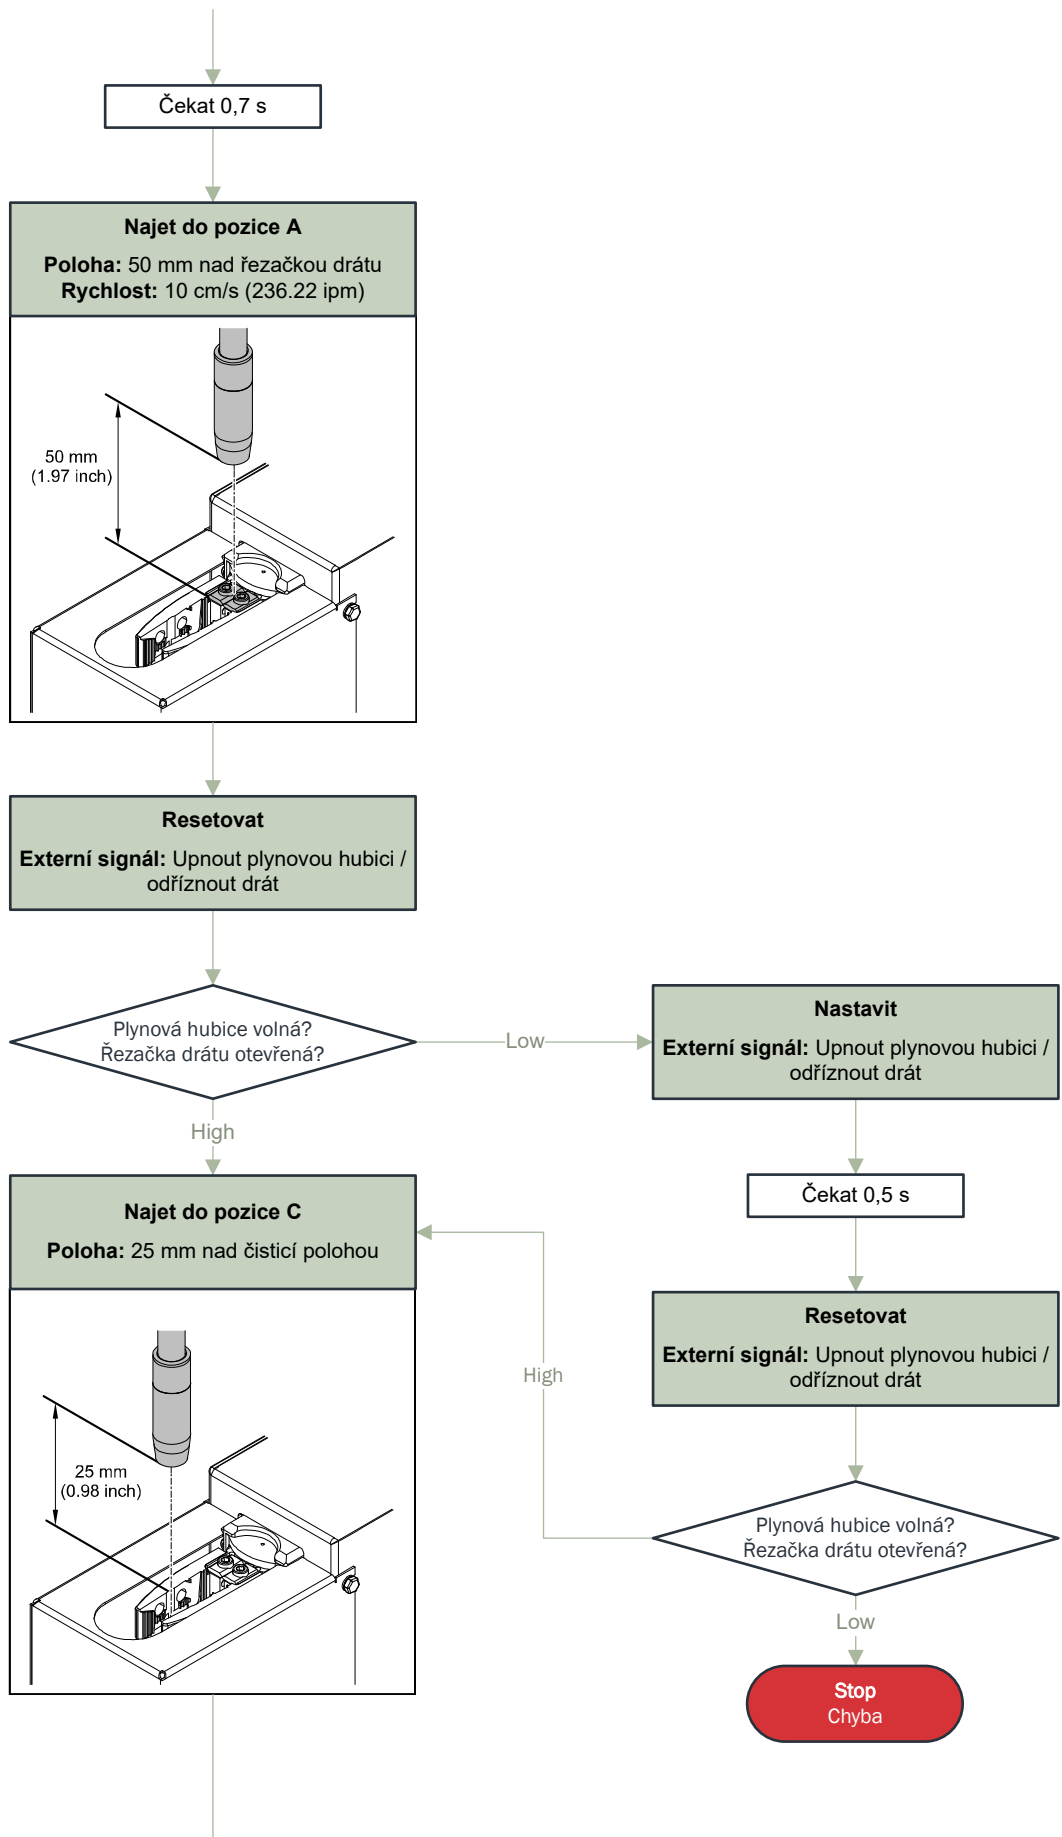 Čekat 0,7 s
Najet do pozice A
Poloha: 50 mm nad řezačkou drátu
Rychlost: 10 cm/s (236.22 ipm)
50 mm
(1.97 inch)
Resetovat
Externí signál: Upnout plynovou hubici /
odříznout drát
Plynová hubice volná?
Řezačka drátu otevřená?
Low
Nastavit
Externí signál: Upnout plynovou hubici /
odříznout drát
High
Čekat 0,5 s
Najet do pozice C
Poloha: 25 mm nad čisticí polohou
Resetovat
Externí signál: Upnout plynovou hubici /
odříznout drát
High
25 mm
(0.98 inch)
Plynová hubice volná?
Řezačka drátu otevřená?
Low
Stop
Chyba